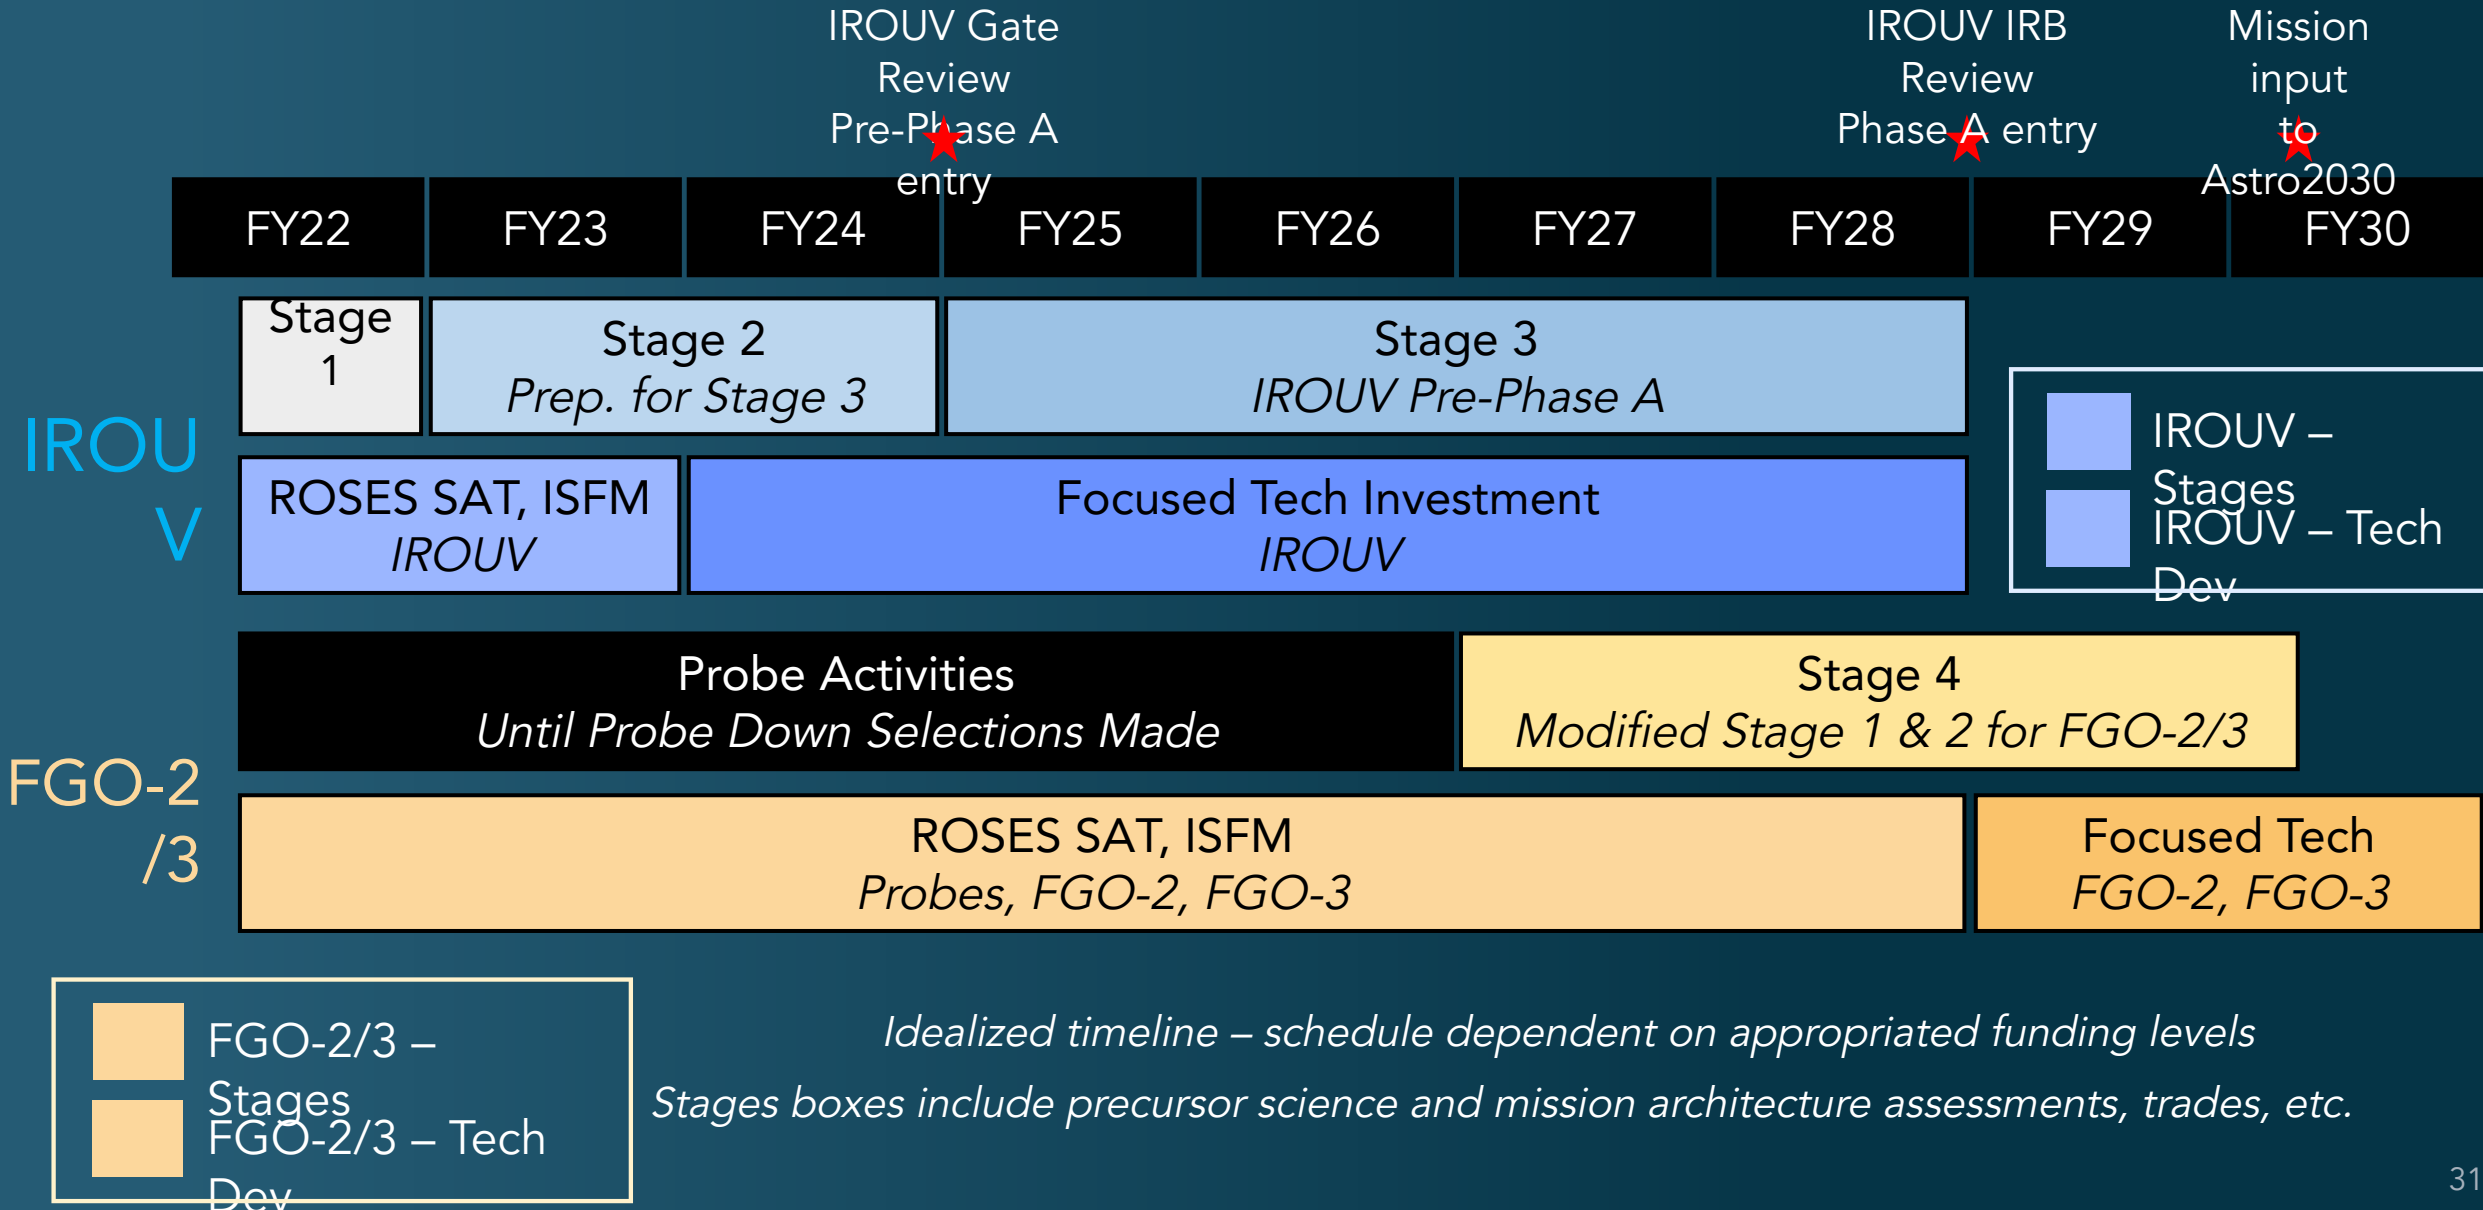 IROUV Gate
Review
Pre-Phase A
entry
IROUV IRB
Review
Phase A entry
Mission
input
to
Astro2030
FY22
FY23
FY24
FY25
FY26
FY27
FY28
FY29
FY30
IROU
V
Stage
1
Stage 2
Prep. for Stage 3
Stage 3
IROUV Pre-Phase A
ROSES SAT, ISFM
IROUV
Focused Tech Investment
IROUV
IROUV –
Stages
IROUV – Tech
Dev
FGO-2
/3
Probe Activities
Until Probe Down Selections Made
Stage 4
Modified Stage 1 & 2 for FGO-2/3
ROSES SAT, ISFM
Probes, FGO-2, FGO-3
Focused Tech
FGO-2, FGO-3
FGO-2/3 –
Stages
FGO-2/3 – Tech
Dev
Idealized timeline – schedule dependent on appropriated funding levels
Stages boxes include precursor science and mission architecture assessments, trades, etc.
31